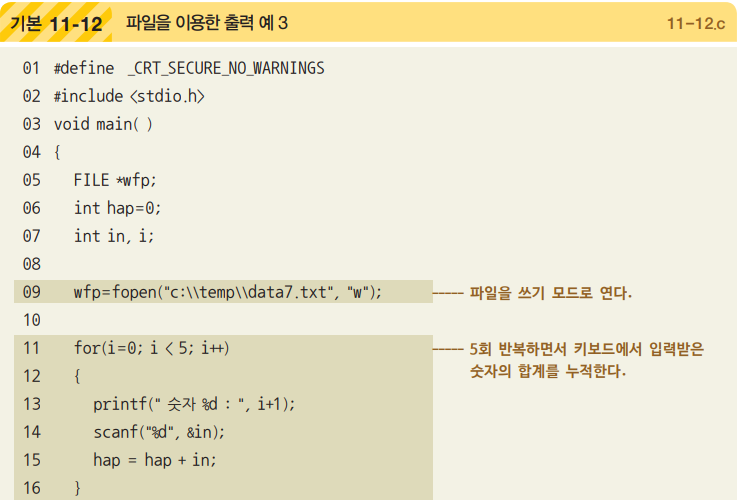 기본 11-12 파일을 이용한 출력 예 3 11-12.c
01 #define _CRT_SECURE_NO_WARNINGS
02 #include <stdio.h>
03 void main( )
04 {
05 FILE *wfp;
06 int hap=0;
07 int in, i;
08
09 wfp=fopen("c:\\temp\\data7.txt", "w"); 파일을 쓰기 모드로 연다.
10
11 for(i=0; i < 5; i++) 5회 반복하면서 키보드에서 입력받은
12 { 숫자의 합계를 누적한다.
13 printf(" 숫자 %d : ", i+1);
14 scanf("%d", &in);
15 hap = hap + in;
16 }